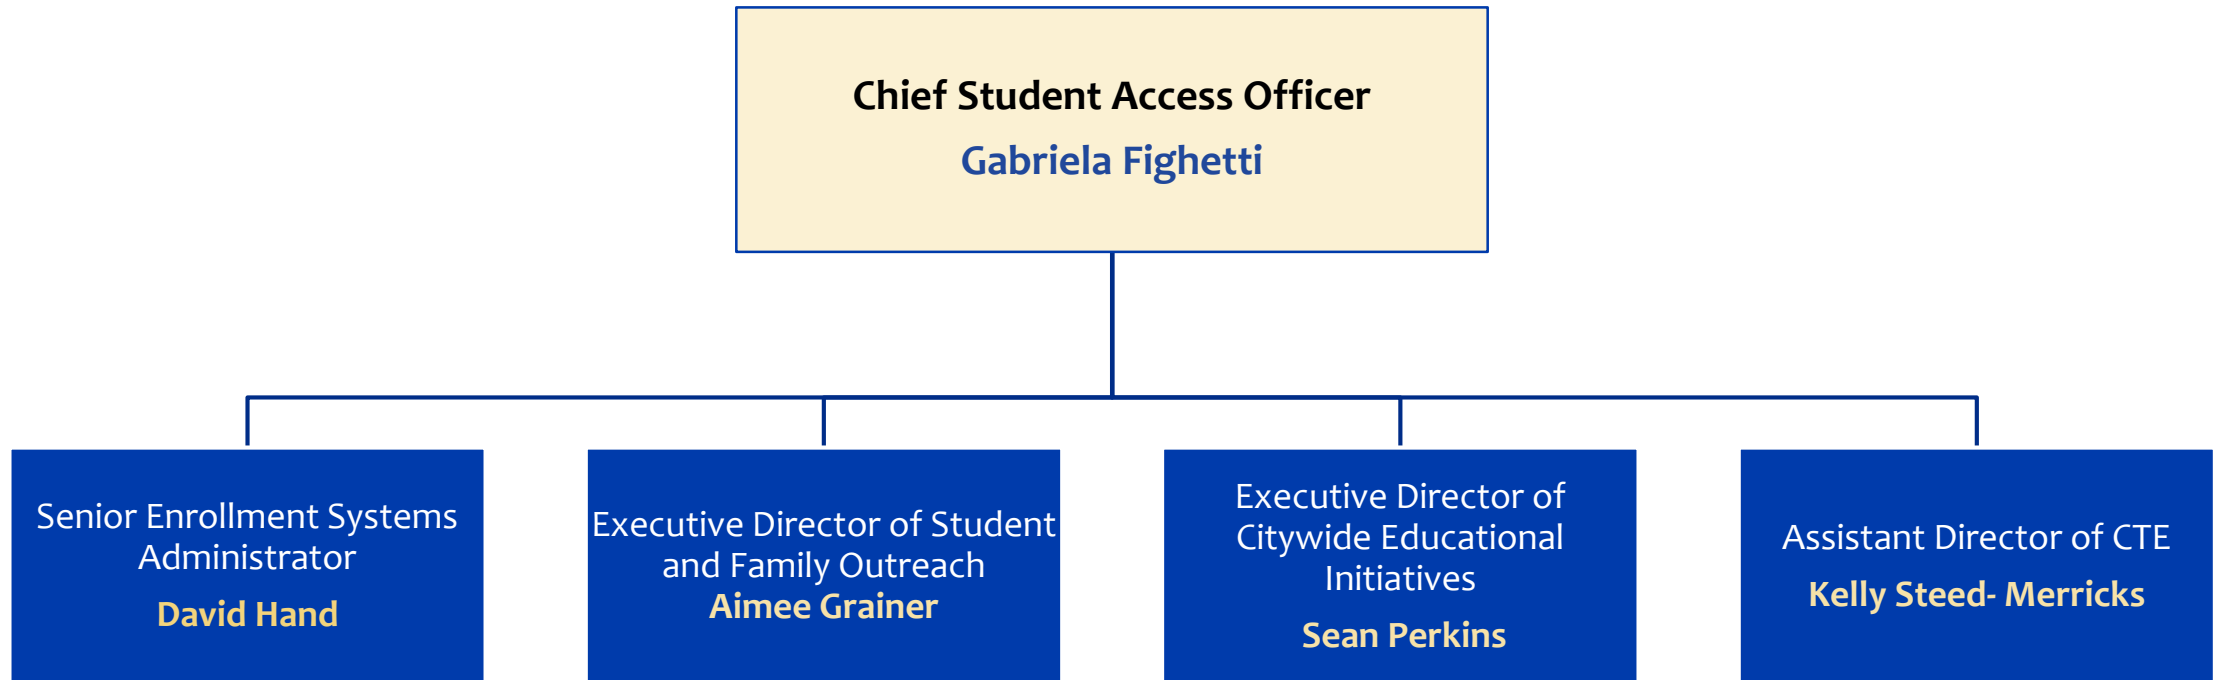 Chief Student Access Officer
Gabriela Fighetti
Senior Enrollment Systems
Administrator
David Hand
Executive Director of Student
and Family Outreach
Aimee Grainer
Executive Director of
Citywide Educational
Initiatives
Sean Perkins
Assistant Director of CTE
Kelly Steed- Merricks